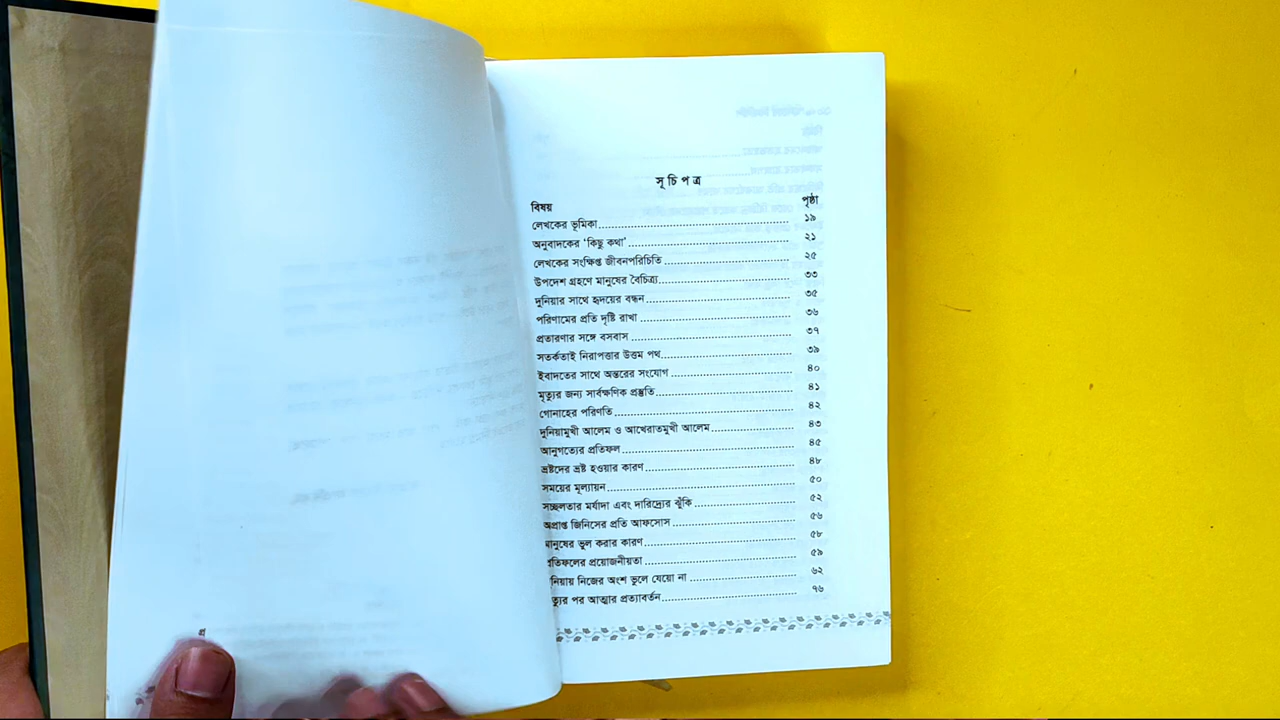 সূচিপত্র
বিষয় পৃষ্ঠা
লেখকের ভূমিকা ১৯
অনুবাদকের ‘কিছু কথা’ ২১
লেখকের সংক্ষিপ্ত জীবনপরিচিতি ২৫
উপদেশ গ্রহণে মানুষের বৈচিত্র্য ৩৩
দুনিয়ার সাথে হৃদয়ের বন্ধন ৩৫
পরিণামের প্রতি দৃষ্টি রাখা ৩৬
প্রতারণার সঙ্গে বসবাস ৩৭
সতর্কতাই নিরাপত্তার উত্তম পথ ৩৯
ইবাদতের সাথে অন্তরের সংযোগ ৪০
মৃত্যুর জন্য সার্বক্ষণিক প্রস্তুতি ৪১
গোনাহের পরিণতি ৪২
দুনিয়ামুখী আলেম ও আখেরাতমুখী আলেম ৪৩
আনুগত্যের প্রতিফল ৪৫
ভ্রষ্টদের ভ্রষ্ট হওয়ার কারণ ৪৮
সময়ের মূল্যায়ন ৫০
সচ্ছলতার মর্যাদা এবং দারিদ্র্যের ঝুঁকি ৫২
অপ্রাপ্ত জিনিসের প্রতি আফসোস ৫৬
মানুষের ভুল করার কারণ ৫৮
প্রয়োজনীয়তা ৫৯
নিজের অংশ ভুলে যেয়ো না ৬২
পর আত্মার প্রত্যাবর্তন ৭৬